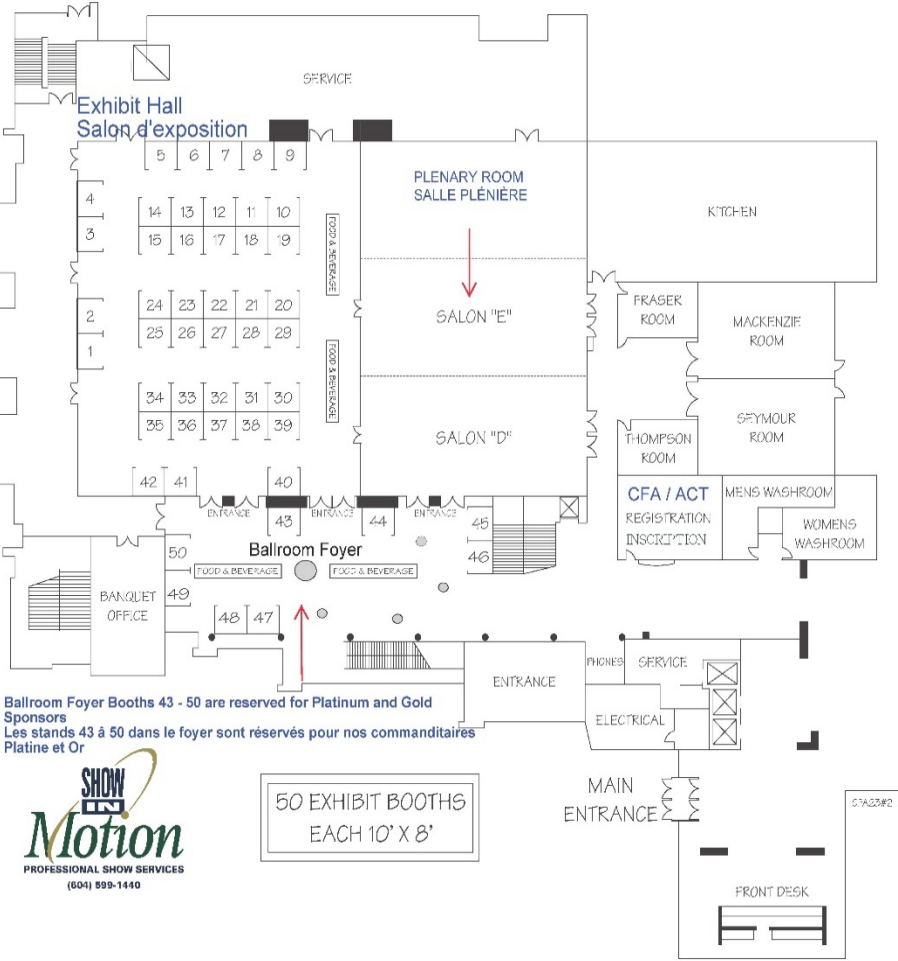 SERVICE
Exhibit Hall
Salon d'exposition
5 6 7 8 9
PLENARY ROOM
SALLE PLÉNIÈRE
4
3
14 13 12 11 10
15 16 17 18 19
FOOD & BEVERAGE
KITCHEN
2
1
24 23 22 21 20
25 26 27 28 29
SALON "E"
FRASER
ROOM
MACKENZIE
ROOM
FOOD & BEVERAGE
34 33 32 31 30
35 36 37 38 39
SALON "D"
THOMPSON
ROOM
SEYMOUR
ROOM
42 41 40
ENTRANCE ENTRANCE ENTRANCE
43 44 45
46
CFA / ACT
REGISTRATION
INSCRIPTION
MENS WASHROOM
WOMENS
WASHROOM
Ballroom Foyer
50
49
FOOD & BEVERAGE FOOD & BEVERAGE
BANQUET
OFFICE
48 47
ENTRANCE
PHONES
SERVICE
ELECTRICAL
Ballroom Foyer Booths 43 - 50 are reserved for Platinum and Gold
Sponsors
Les stands 43 à 50 dans le foyer sont réservés pour nos commanditaires
Platine et Or
SHOW
IN
Motion
PROFESSIONAL SHOW SERVICES
(604) 599-1440
50 EXHIBIT BOOTHS
EACH 10' X 8'
MAIN
ENTRANCE
CFA23#2
FRONT DESK